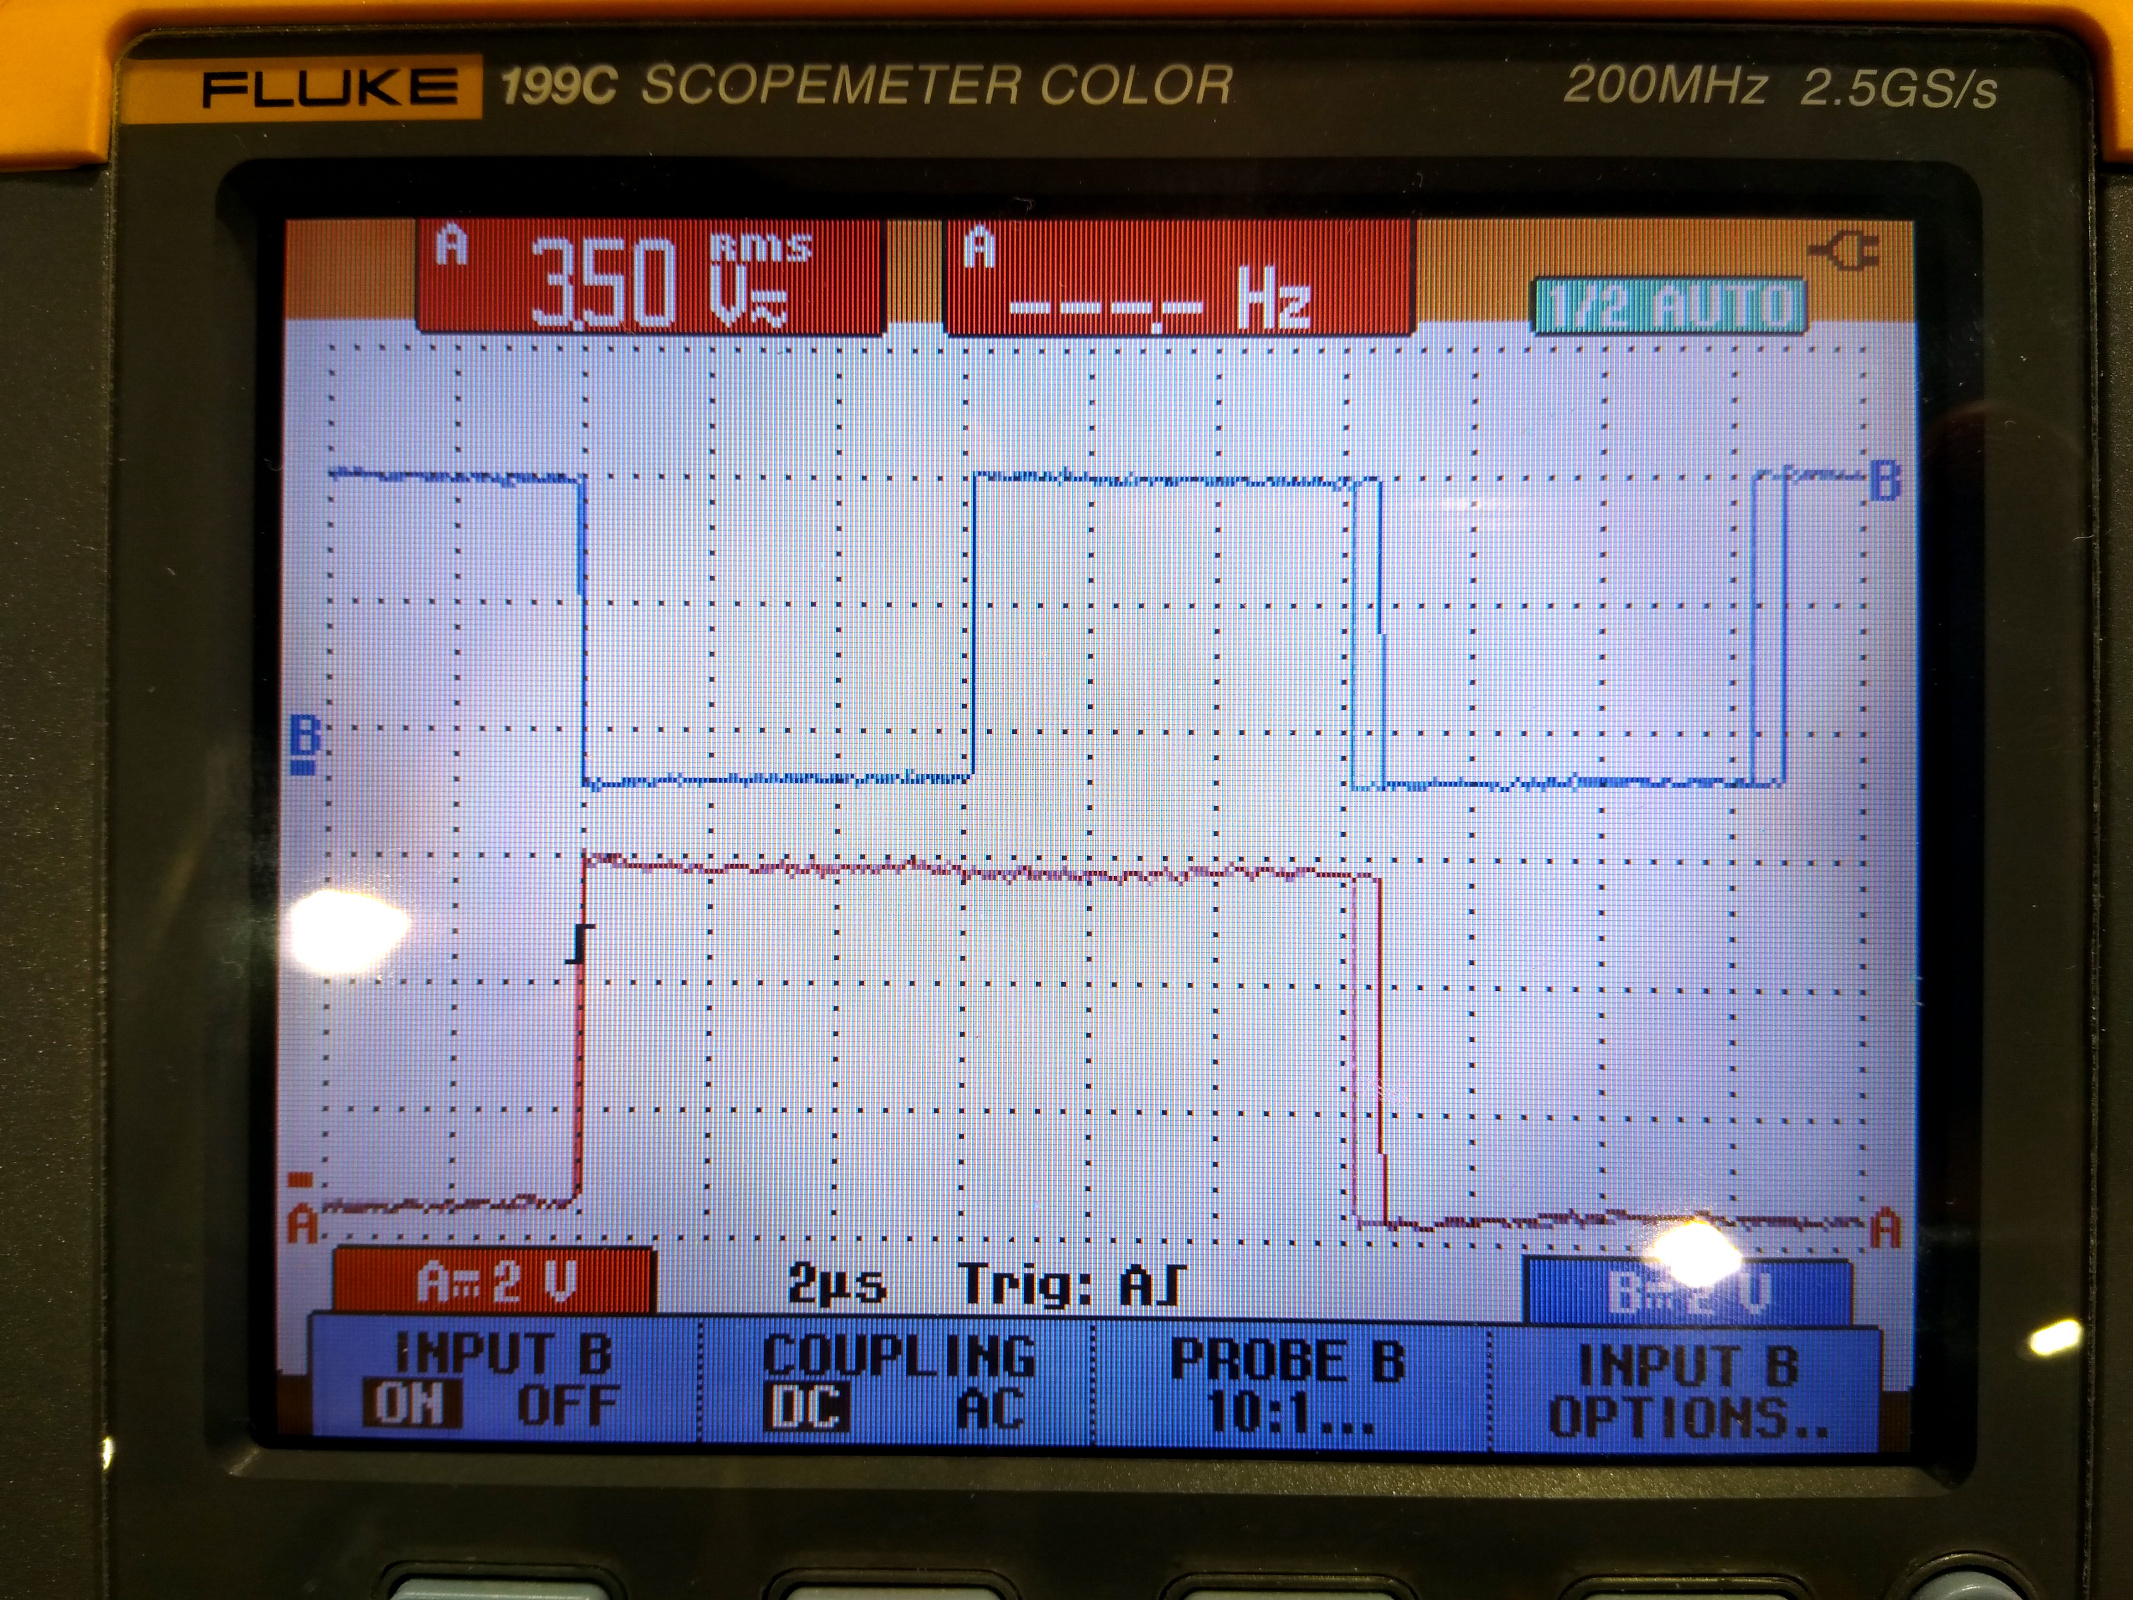 FLUKE 199C SCOPEMETER COLOR 200MHz 2.5GS/s
A 3.50 RMS V A ----.-- Hz 1/2 AUTO
B
B
A
A
A 2 V 2µs Trig: A B 2 V
INPUT B COUPLING PROBE B INPUT B
ON OFF DC AC 10:1... OPTIONS..